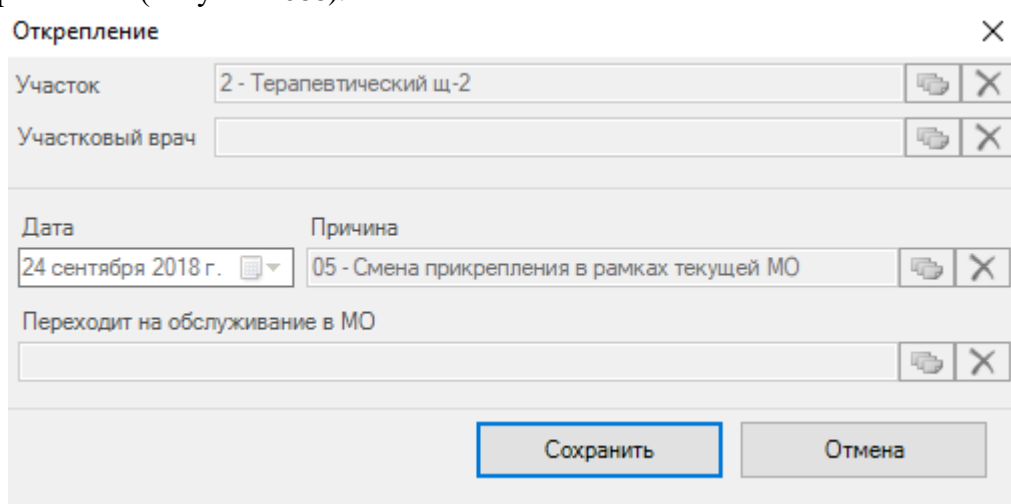 Открепление
Участок 2 - Терапевтический щ-2
Участковый врач
Дата Причина
24 сентября 2018 г. 05 - Смена прикрепления в рамках текущей МО
Переходит на обслуживание в МО
Сохранить Отмена